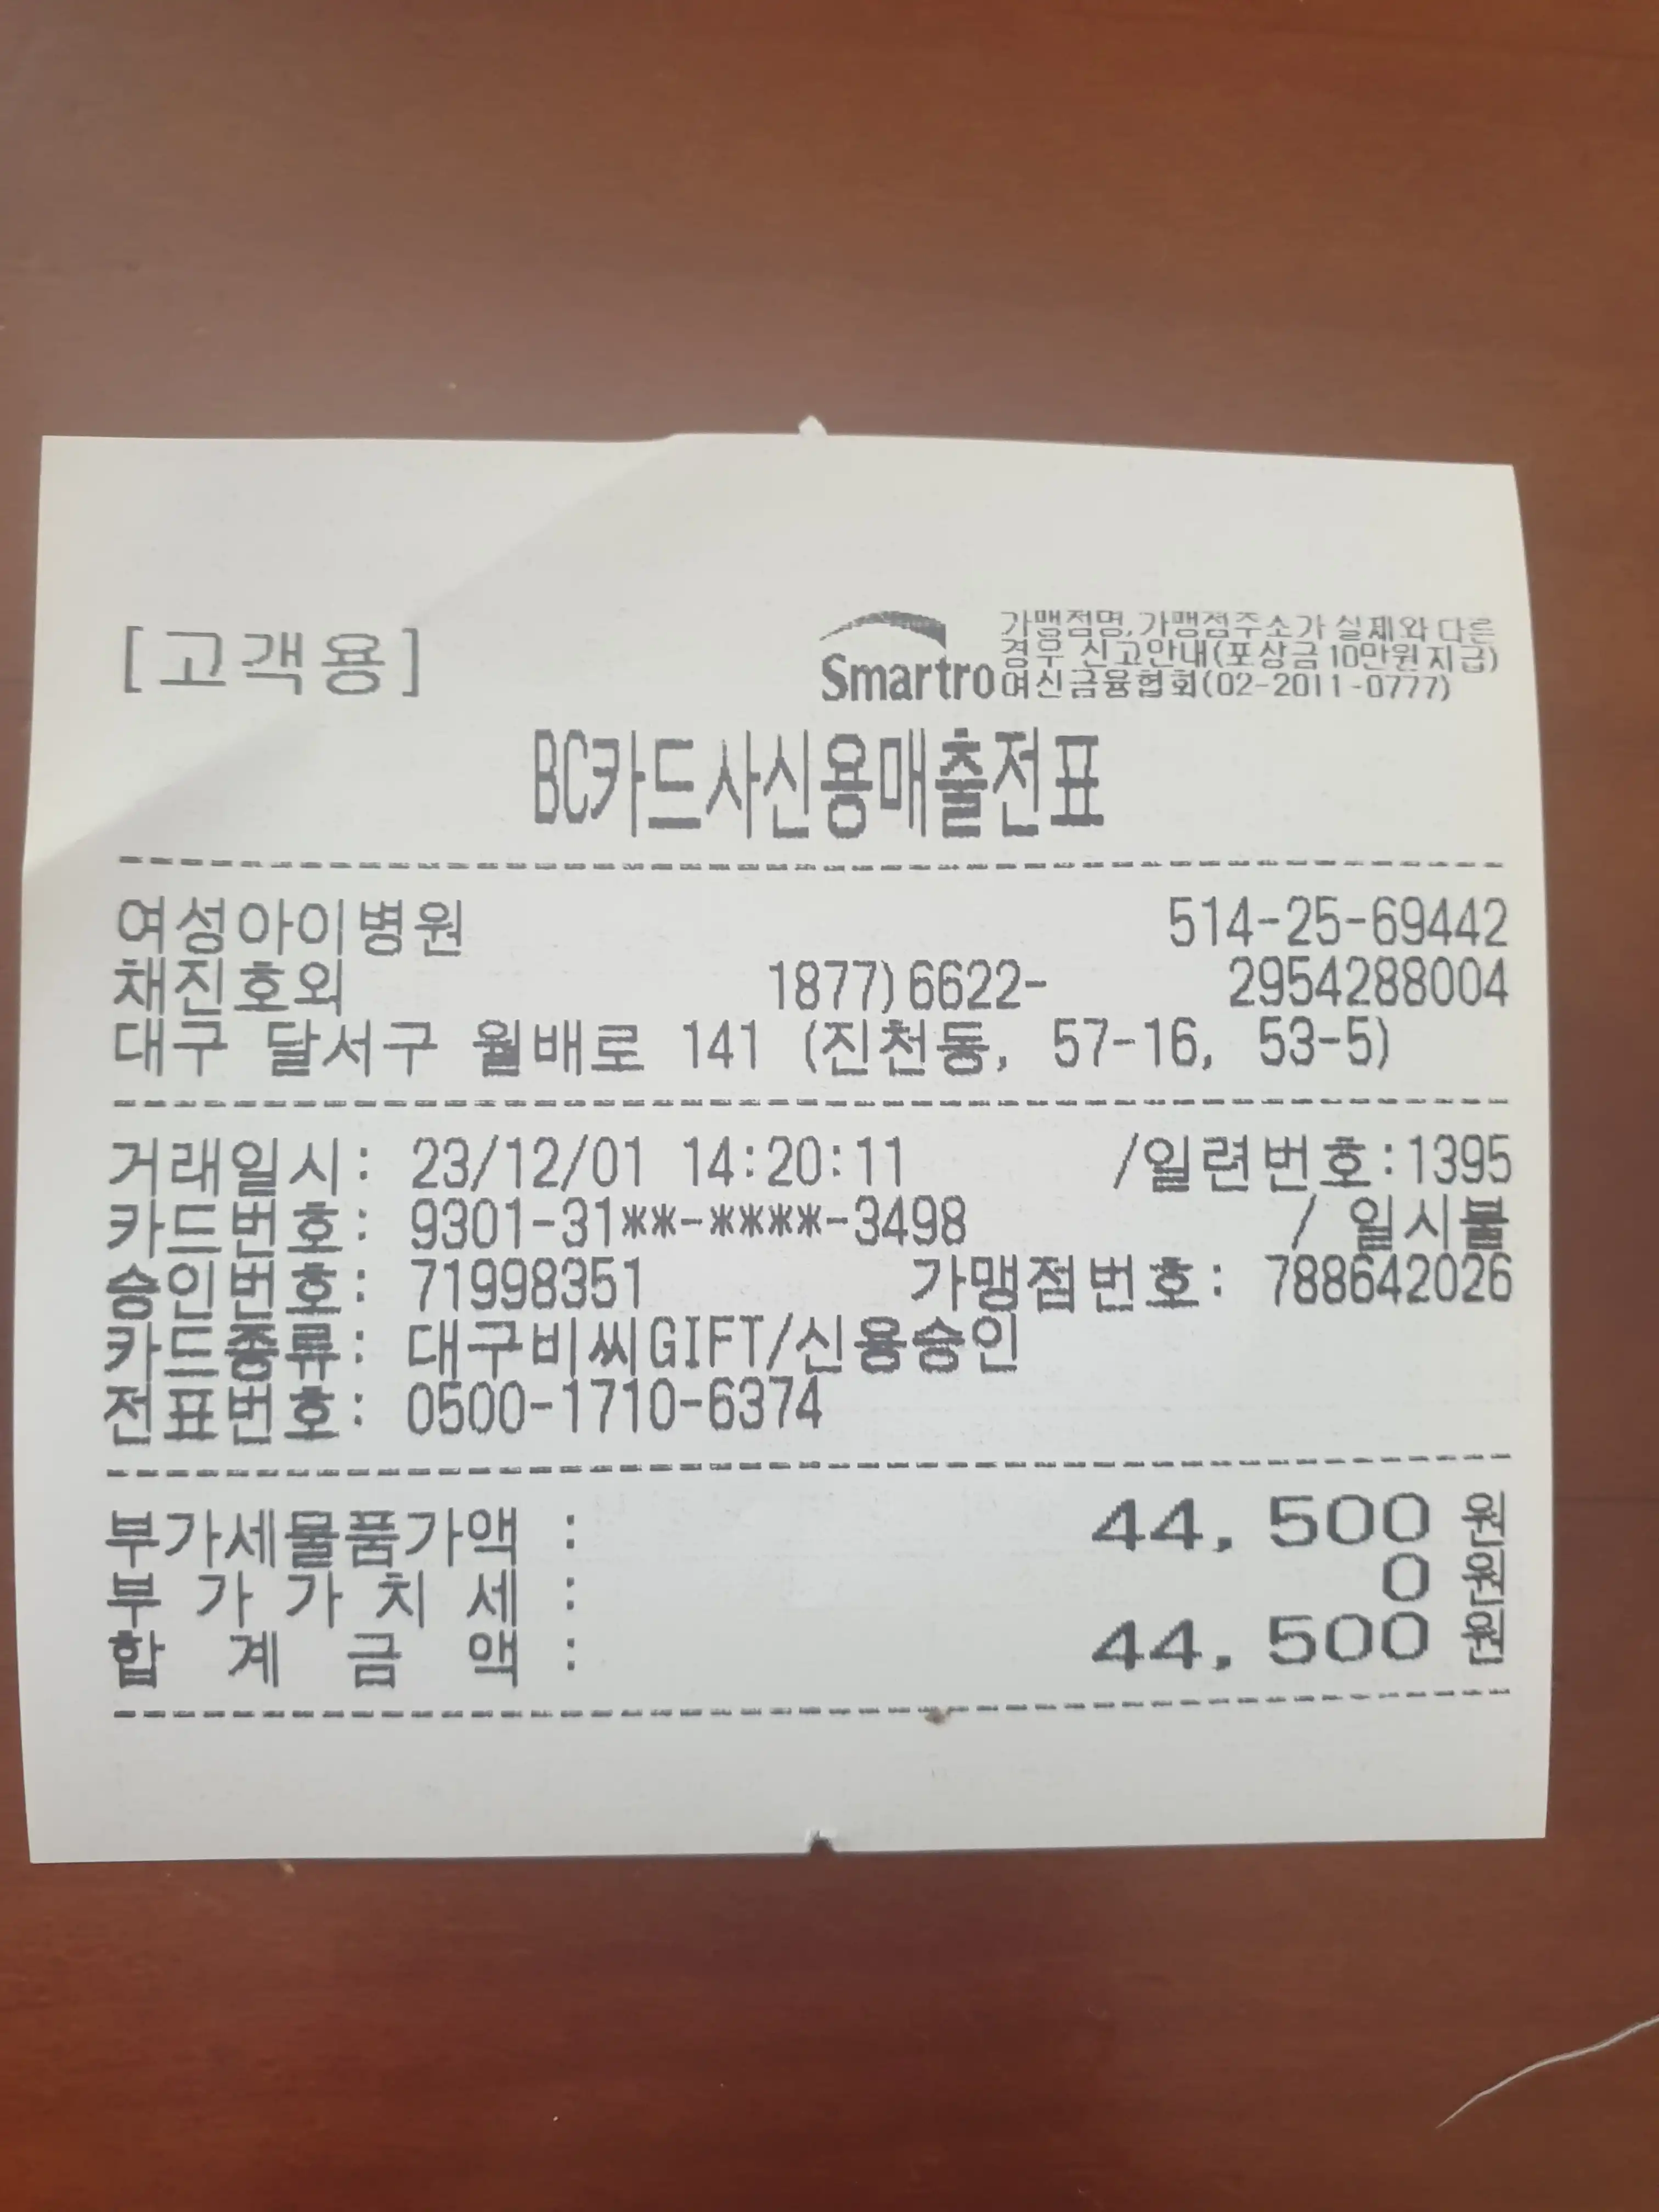 [고객용]
Smartro
가맹점명,가맹점주소가 실제와 다른
경우 신고안내(포상금10만원지급)
여신금융협회(02-2011-0777)
BC카드사신용매출전표
여성아이병원 514-25-69442
채진호외 1877)6622- 2954288004
대구 달서구 월배로 141 (진천동, 57-16, 53-5)
거래일시: 23/12/01 14:20:11 /일련번호:1395
카드번호: 9301-31**-****-3498 / 일시불
승인번호: 71998351 가맹점번호: 788642026
카드종류: 대구비씨GIFT/신용승인
전표번호: 0500-1710-6374
부가세물품가액 : 44,500 원
부 가 가 치 세 : 0 원
합 계 금 액 : 44,500 원